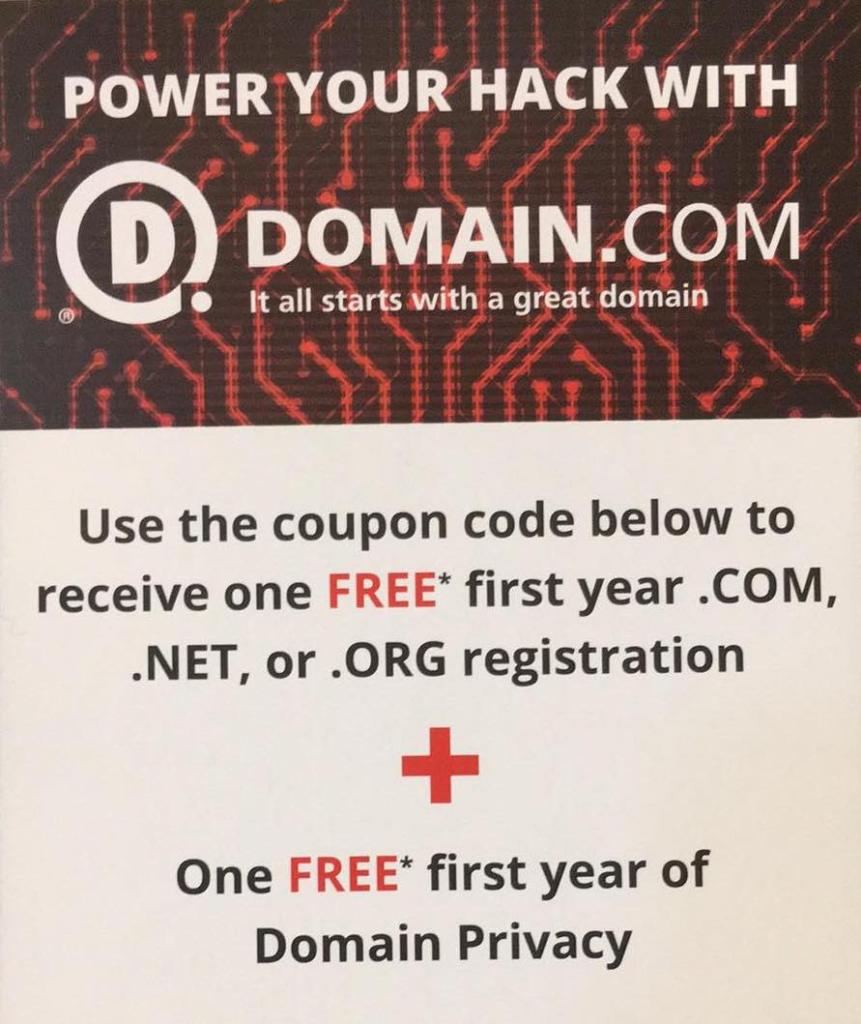 POWER YOUR HACK WITH
D
DOMAIN.COM
It all starts with a great domain
®
Use the coupon code below to
receive one FREE* first year .COM,
.NET, or .ORG registration
+
One FREE* first year of
Domain Privacy